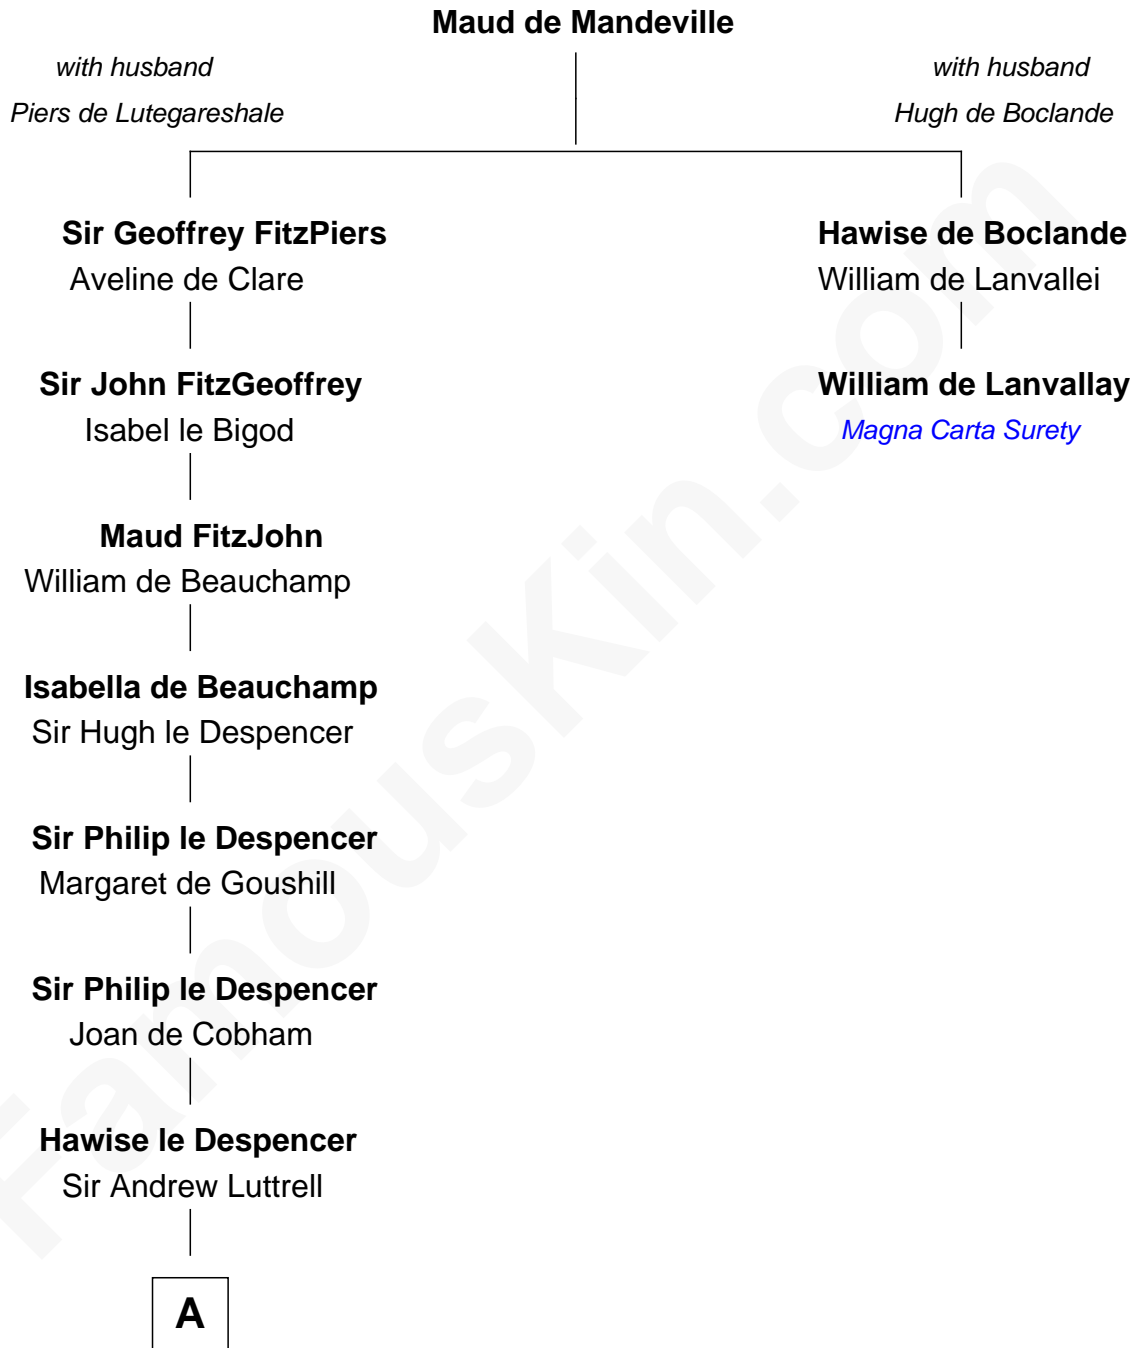 Maud de Mandeville
with husband
Piers de Lutegareshale
with husband
Hugh de Boclande
Sir Geoffrey FitzPiers
Aveline de Clare
Hawise de Boclande
William de Lanvallei
Sir John FitzGeoffrey
Isabel le Bigod
William de Lanvallay
Magna Carta Surety
Maud FitzJohn
William de Beauchamp
Isabella de Beauchamp
Sir Hugh le Despencer
Sir Philip le Despencer
Margaret de Goushill
Sir Philip le Despencer
Joan de Cobham
Hawise le Despencer
Sir Andrew Luttrell
A
FamousKin.com